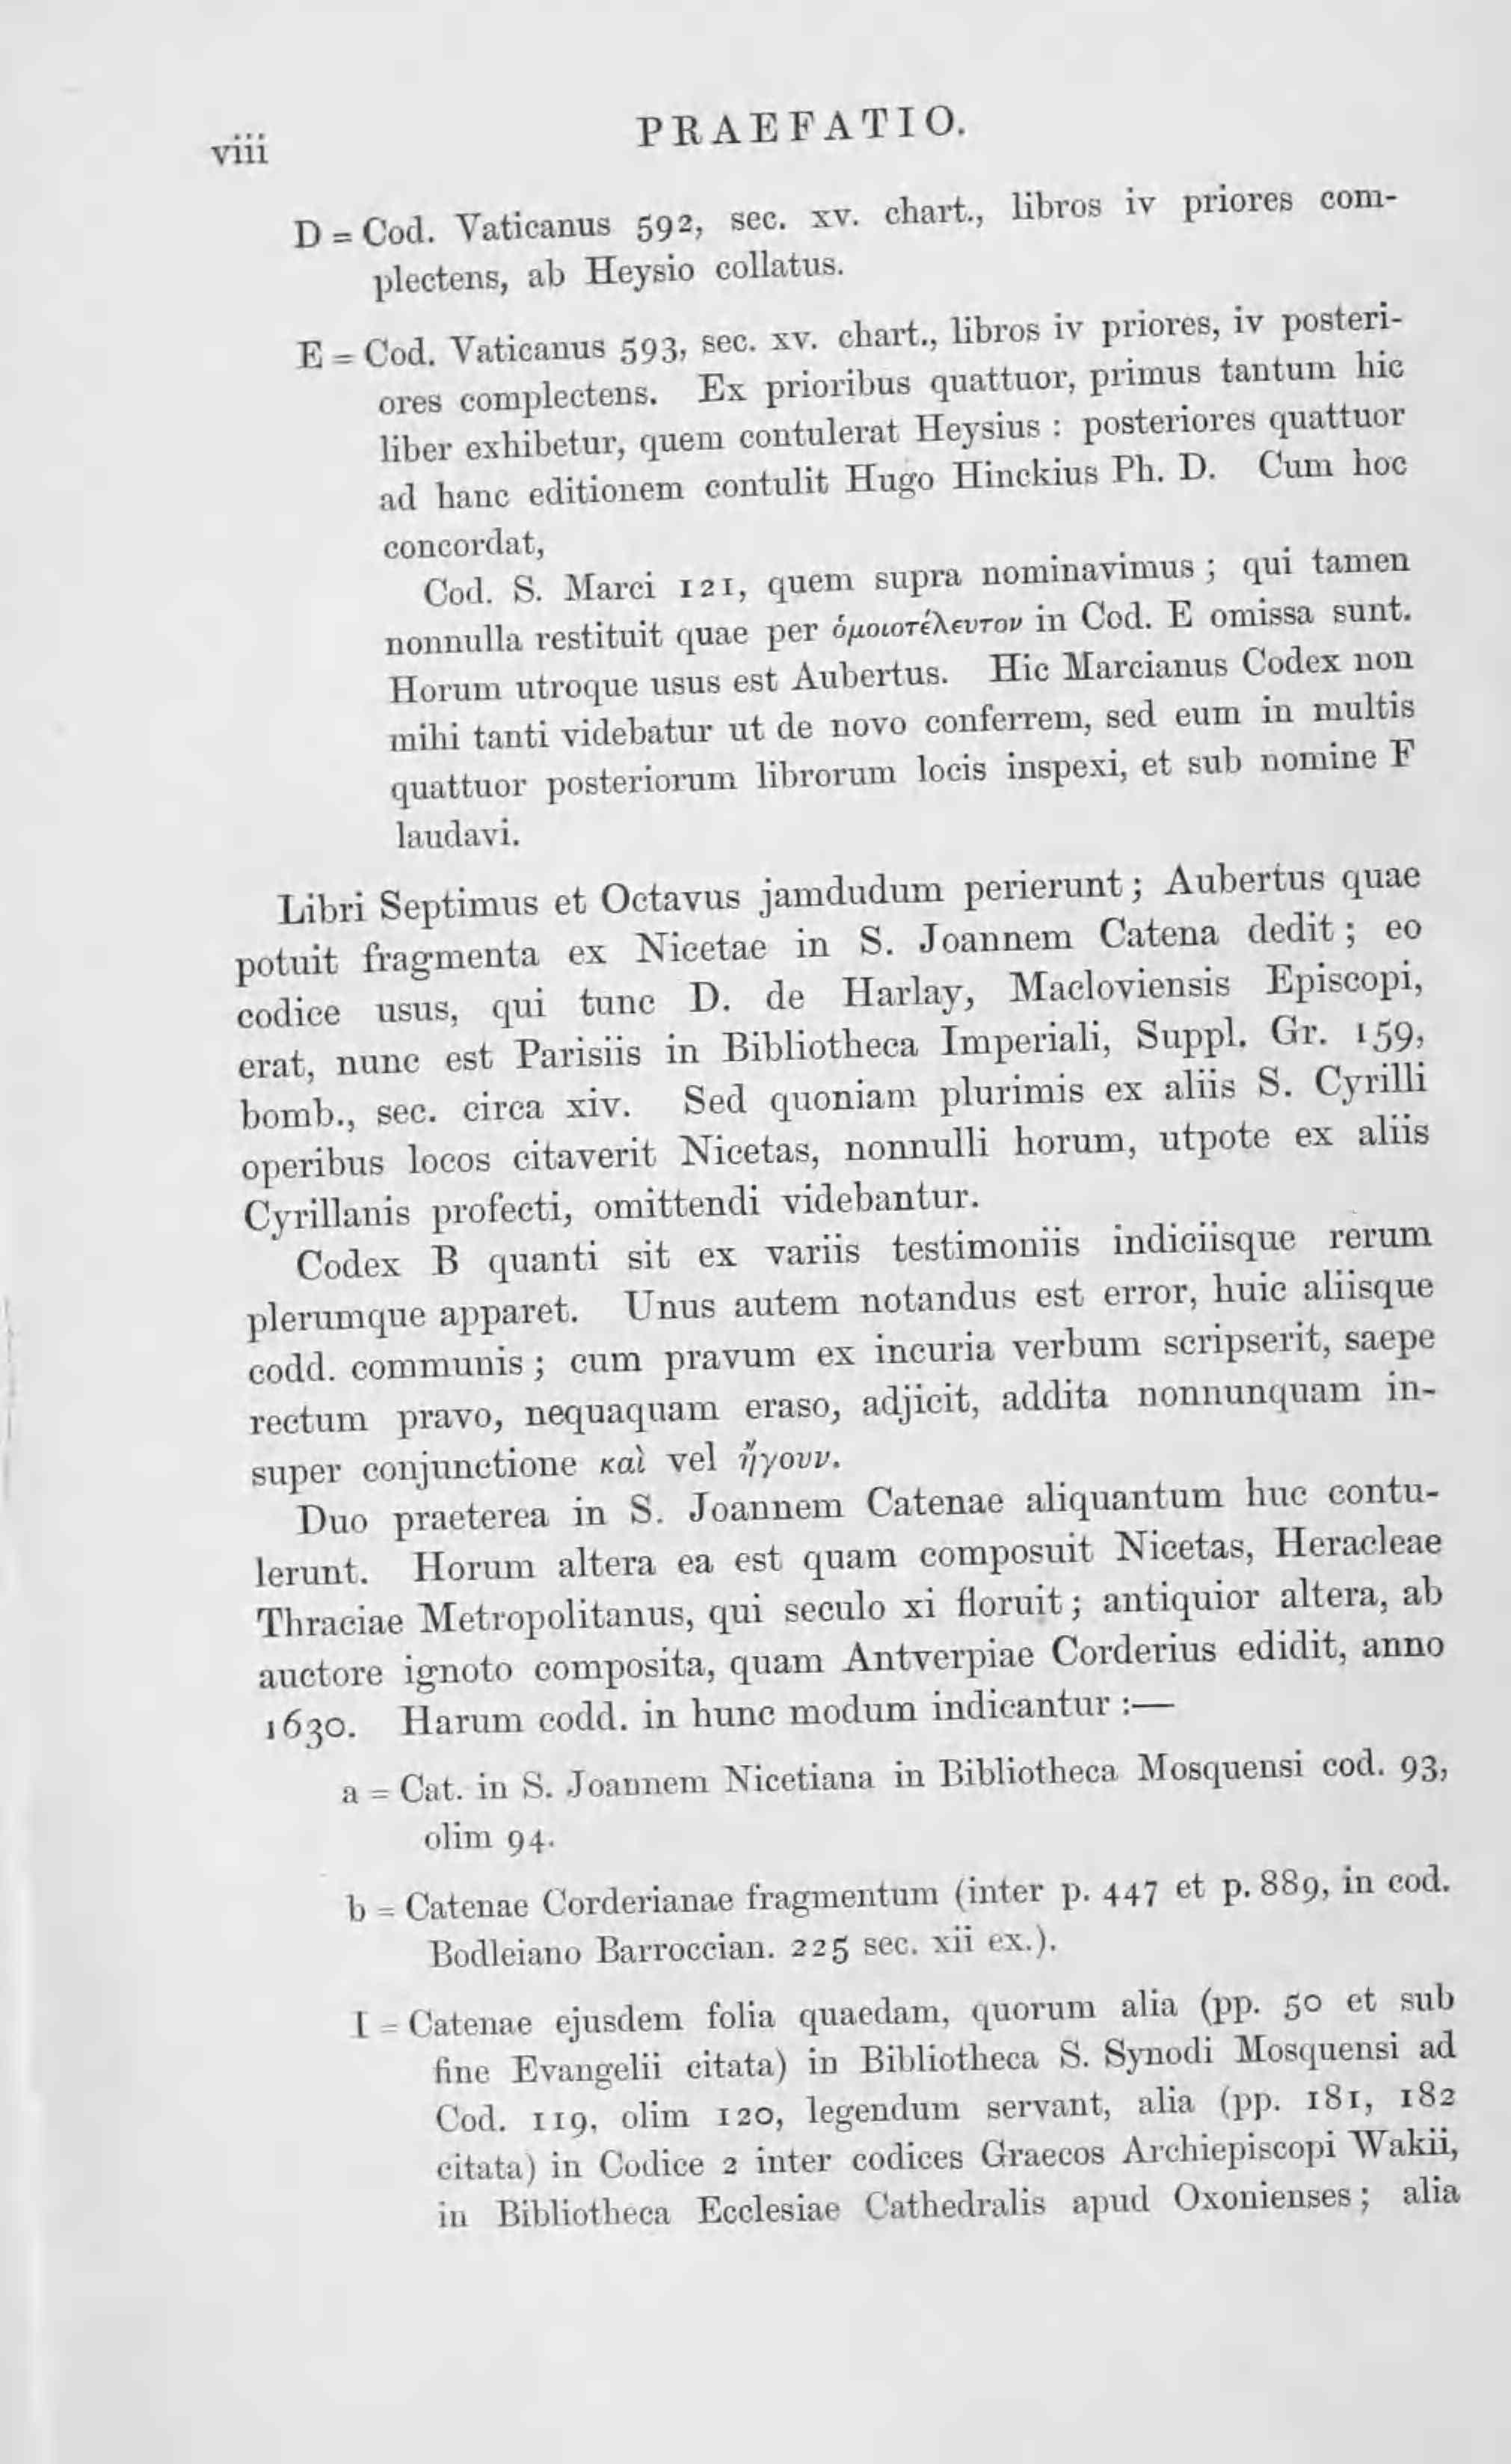 viii
PRAEFATIO.
D = Cod. Vaticanus 592, sec. xv. chart., libros iv priores com-
plectens, ab Heysio collatus.
E = Cod. Vaticanus 593, sec. xv. chart., libros iv priores, iv posteri-
ores complectens. Ex prioribus quattuor, primus tantum hic
liber exhibetur, quem contulerat Heysius : posteriores quattuor
ad hanc editionem contulit Hugo Hinckius Ph. D. Cum hoc
concordat,
Cod. S. Marci 121, quem supra nominavimus ; qui tamen
nonnulla restituit quae per ὁμοιοτέλευτον in Cod. E omissa sunt.
Horum utroque usus est Aubertus. Hic Marcianus Codex non
mihi tanti videbatur ut de novo conferrem, sed eum in multis
quattuor posteriorum librorum locis inspexi, et sub nomine F
laudavi.
Libri Septimus et Octavus jamdudum perierunt ; Aubertus quae
potuit fragmenta ex Nicetae in S. Joannem Catena dedit ; eo
codice usus, qui tunc D. de Harlay, Macloviensis Episcopi,
erat, nunc est Parisiis in Bibliotheca Imperiali, Suppl. Gr. 159,
bomb., sec. circa xiv. Sed quoniam plurimis ex aliis S. Cyrilli
operibus locos citaverit Nicetas, nonnulli horum, utpote ex aliis
Cyrillanis profecti, omittendi videbantur.
Codex B quanti sit ex variis testimoniis indiciisque rerum
plerumque apparet. Unus autem notandus est error, huic aliisque
codd. communis ; cum pravum ex incuria verbum scripserit, saepe
rectum pravo, nequaquam eraso, adjicit, addita nonnunquam in-
super conjunctione καὶ vel ἤγουν.
Duo praeterea in S. Joannem Catenae aliquantum huc contu-
lerunt. Horum altera ea est quam composuit Nicetas, Heracleae
Thraciae Metropolitanus, qui seculo xi floruit ; antiquior altera, ab
auctore ignoto composita, quam Antverpiae Corderius edidit, anno
1630. Harum codd. in hunc modum indicantur :—
a = Cat. in S. Joannem Nicetiana in Bibliotheca Mosquensi cod. 93,
olim 94.
b = Catenae Corderianae fragmentum (inter p. 447 et p. 889, in cod.
Bodleiano Barroccian. 225 sec. xii ex.).
I = Catenae ejusdem folia quaedam, quorum alia (pp. 50 et sub
fine Evangelii citata) in Bibliotheca S. Synodi Mosquensi ad
Cod. 119, olim 120, legendum servant, alia (pp. 181, 182
citata) in Codice 2 inter codices Graecos Archiepiscopi Wakii,
in Bibliotheca Ecclesiae Cathedralis apud Oxonienses ; alia